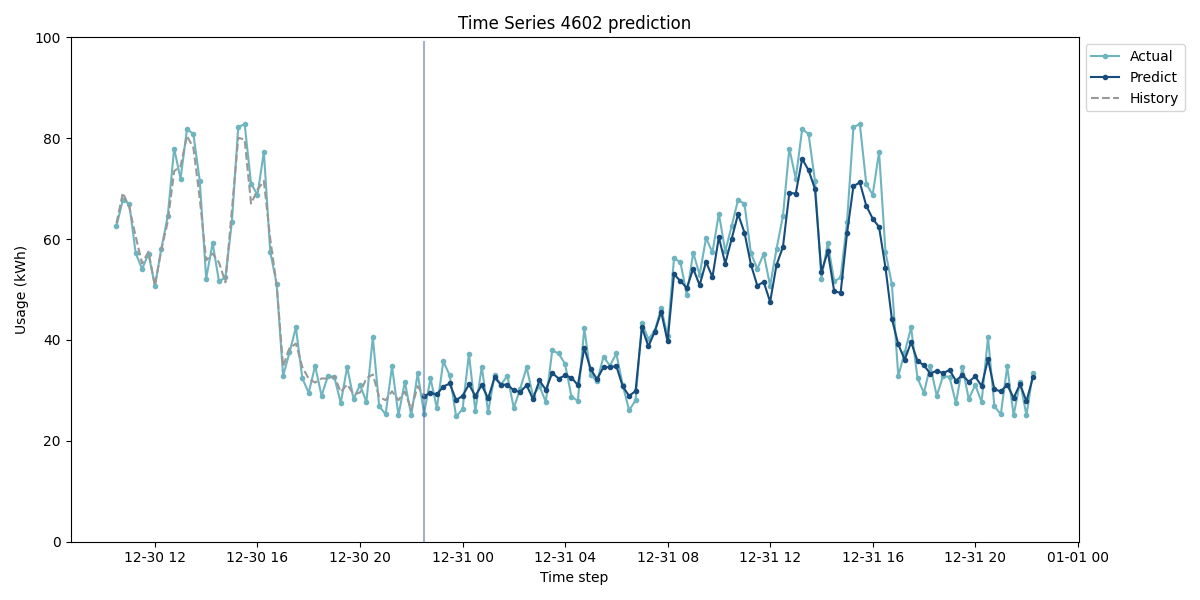 Time Series 4602 prediction
100
80
60
40
20
0
Usage (kWh)
12-30 12
12-30 16
12-30 20
12-31 00
12-31 04
12-31 08
12-31 12
12-31 16
12-31 20
01-01 00
Time step
Actual
Predict
History